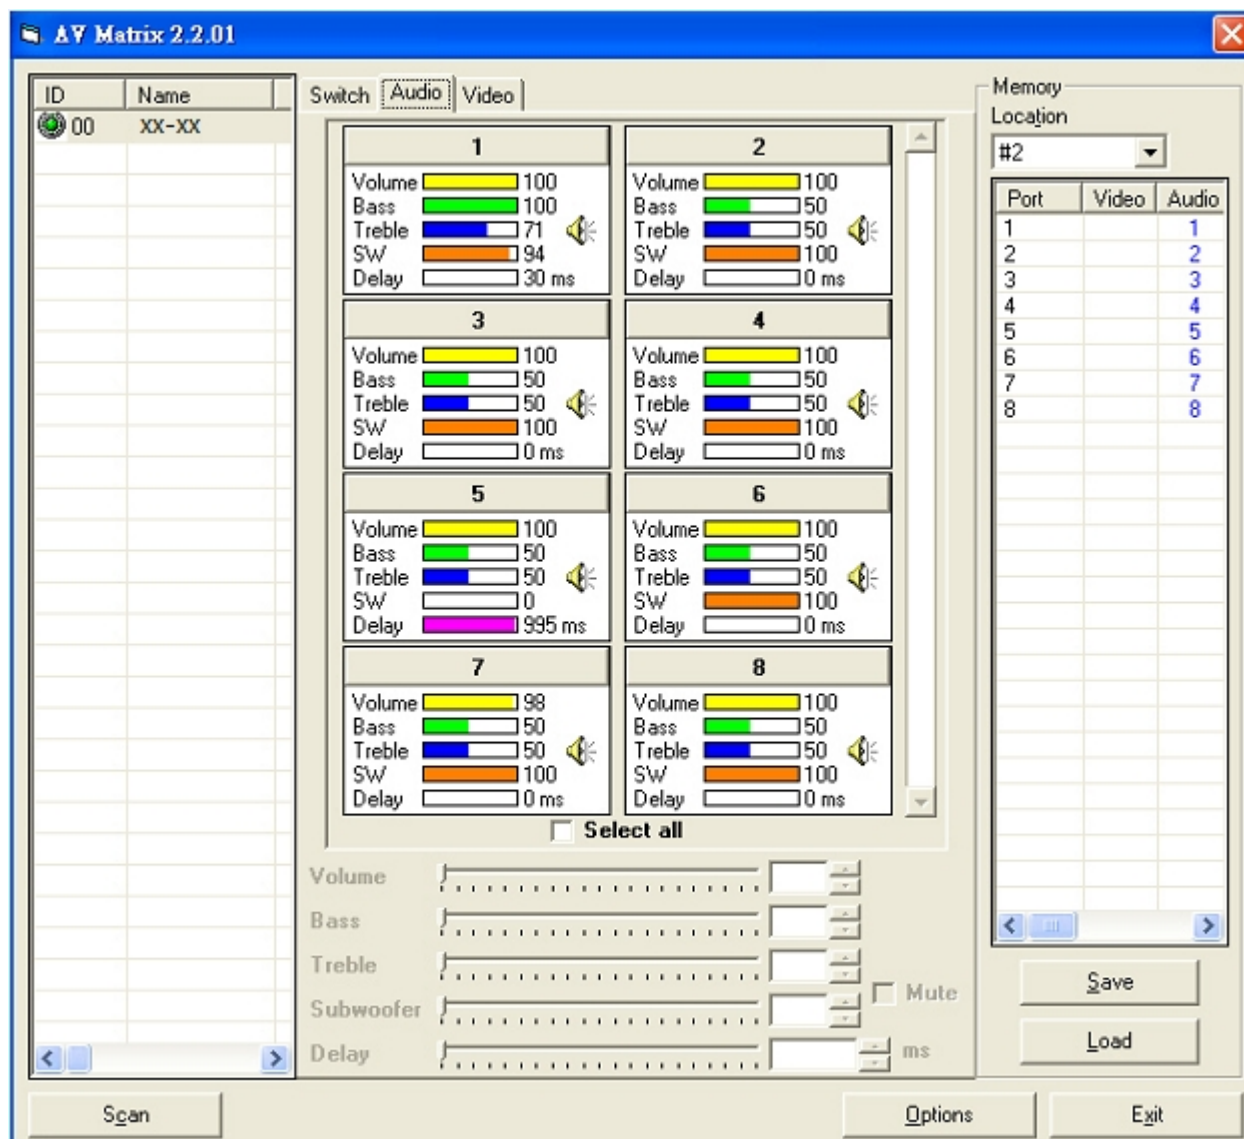 AV Matrix 2.2.01
ID Name
00 XX-XX
Switch Audio Video
1
Volume 100
Bass 100
Treble 71
SW 94
Delay 30 ms
2
Volume 100
Bass 50
Treble 50
SW 100
Delay 0 ms
3
Volume 100
Bass 50
Treble 50
SW 100
Delay 0 ms
4
Volume 100
Bass 50
Treble 50
SW 100
Delay 0 ms
5
Volume 100
Bass 50
Treble 50
SW 0
Delay 995 ms
6
Volume 100
Bass 50
Treble 50
SW 100
Delay 0 ms
7
Volume 98
Bass 50
Treble 50
SW 100
Delay 0 ms
8
Volume 100
Bass 50
Treble 50
SW 100
Delay 0 ms
Select all
Volume
Bass
Treble
Subwoofer
Mute
Delay ms
Memory
Location
#2
Port Video Audio
1 1
2 2
3 3
4 4
5 5
6 6
7 7
8 8
Save
Load
Scan
Options
Exit